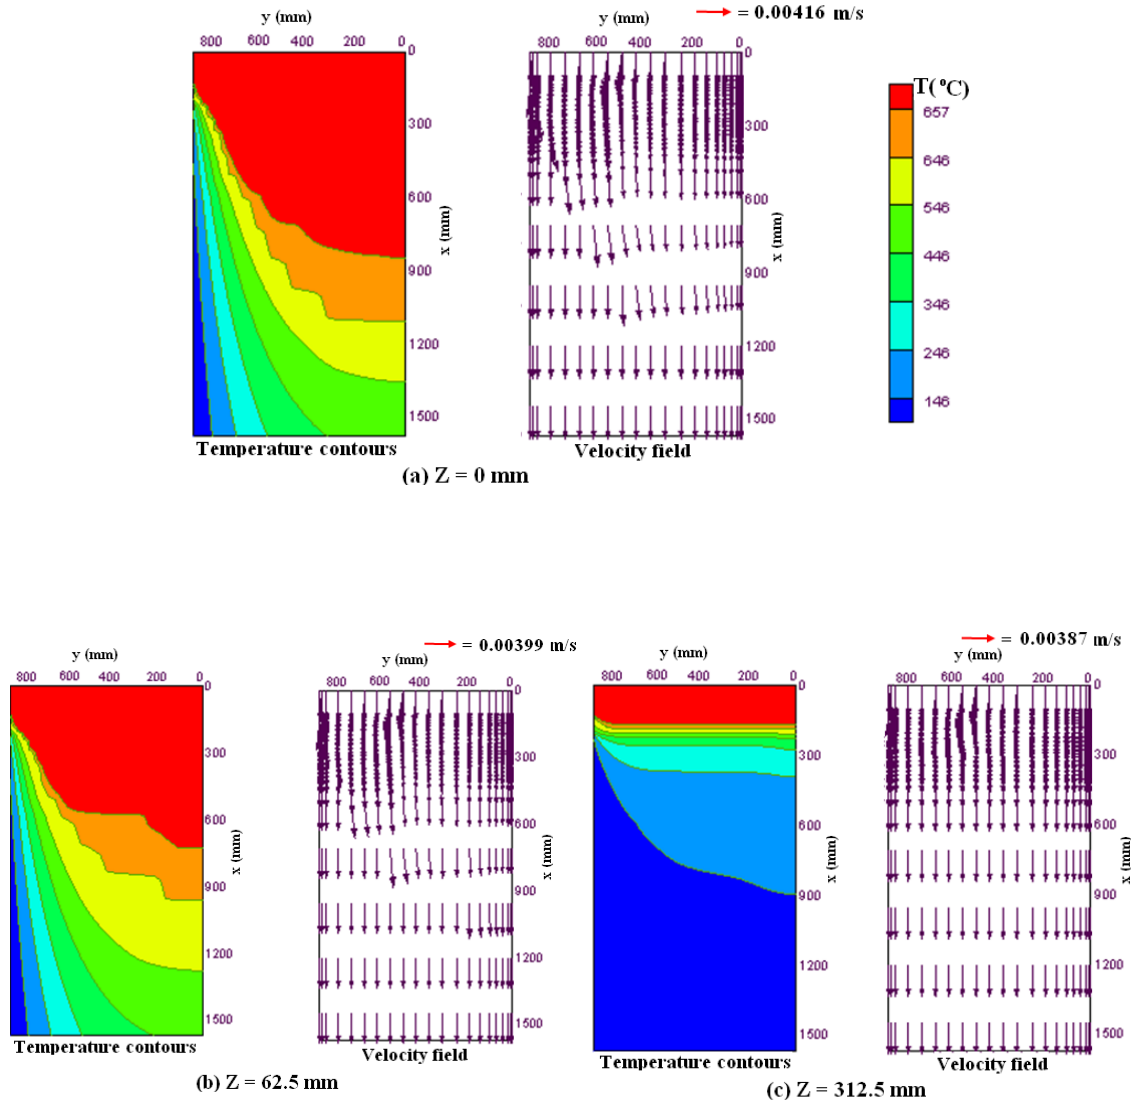 = 0.00416 m/s
y (mm)
y (mm)
800 600 400 200 0
800 600 400 200 0
0
300
600
900
1200
1500
x (mm)
0
300
600
900
1200
1500
x (mm)
T(ºC)
657
646
546
446
346
246
146
Temperature contours
Velocity field
(a) Z = 0 mm
= 0.00399 m/s
y (mm)
y (mm)
800 600 400 200 0
800 600 400 200
0
300
600
900
1200
1500
x (mm)
0
300
600
900
1200
1500
x (mm)
Temperature contours
Velocity field
(b) Z = 62.5 mm
= 0.00387 m/s
y (mm)
y (mm)
800 600 400 200 0
800 600 400 200 0
0
300
600
900
1200
1500
x (mm)
0
300
600
900
1200
1500
x (mm)
Temperature contours
Velocity field
(c) Z = 312.5 mm